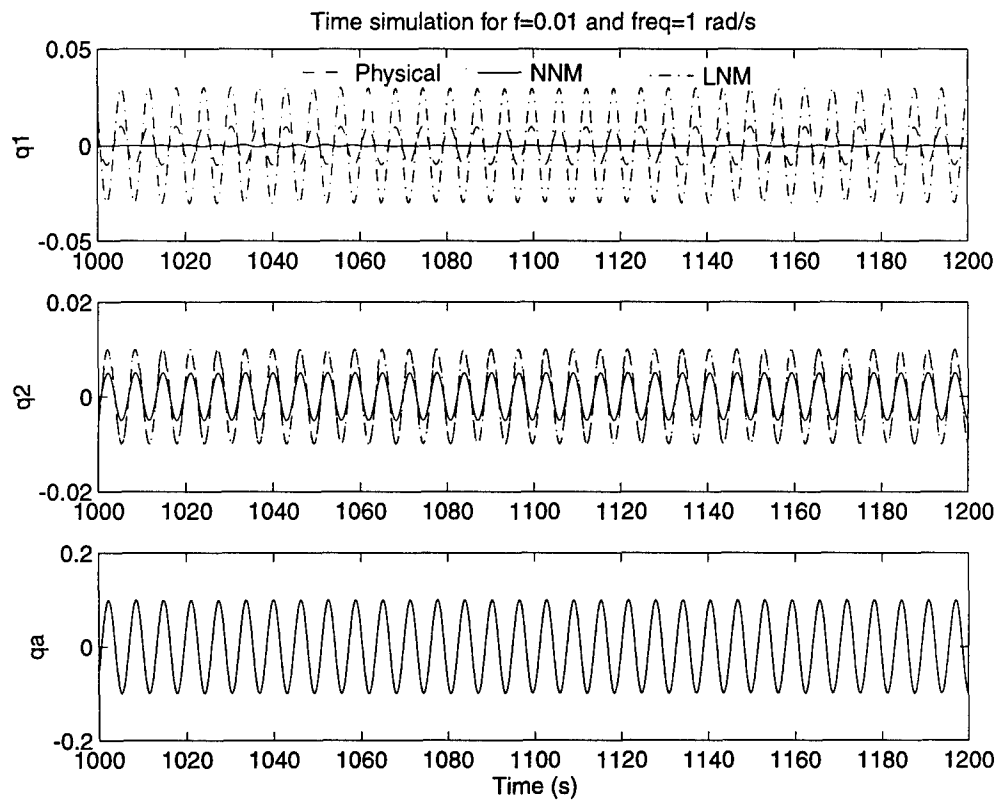 Time simulation for f=0.01 and freq=1 rad/s
0.05
Physical NNM LNM
q1
0
-0.05
1000 1020 1040 1060 1080 1100 1120 1140 1160 1180 1200
0.02
q2
0
-0.02
1000 1020 1040 1060 1080 1100 1120 1140 1160 1180 1200
0.2
qa
0
-0.2
1000 1020 1040 1060 1080 1100 1120 1140 1160 1180 1200
Time (s)